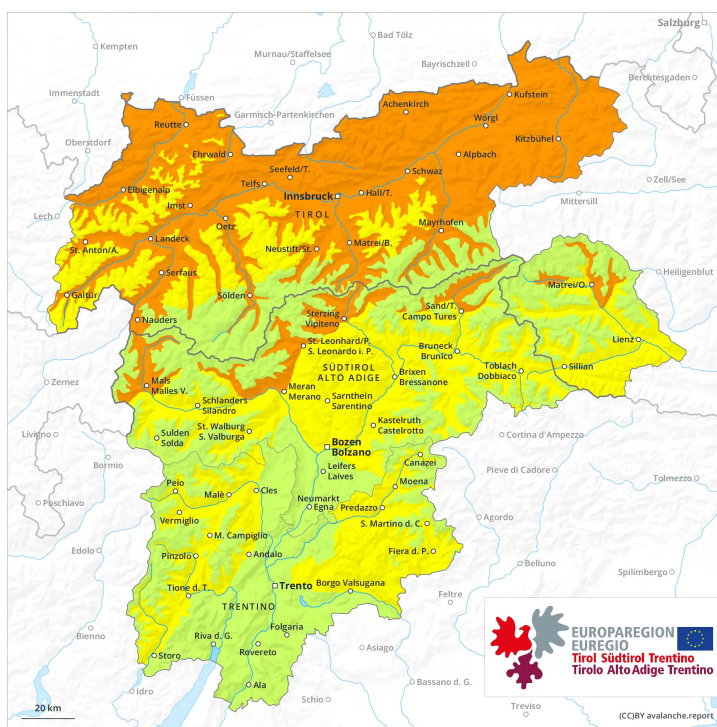 Salzburg
Kempten
Bad Tölz
Murnau/Staffelsee
Bayrischzell
Berchtesgaden
Immenstadt
Füssen
Kufstein
Achenkirch
Garmisch-Partenkirchen
Reutte
Wörgl
Oberstdorf
Kitzbühel
Ehrwald
Alpbach
Seefeld/T.
Schwaz
Zell/See
Elbigenalp
Telfs
Innsbruck
Hall/T.
Mittersill
Lech
Imst
TIROL
Oetz
Mayrhofen
St. Anton/A.
Landeck
Neustift/St.
Matrei/B.
Serfaus
Heiligenblut
Galtür
Sölden
Matrei/O.
Nauders
Sterzing
Vipiteno
Sand/T.
Campo Tures
St. Leonhard/P.
S. Leonardo i. P.
Lienz
Bruneck
Brunico
SÜDTIROL
ALTO ADIGE
Toblach
Dobbiaco
Sillian
Zernez
Mals
Malles V.
Meran
Merano
Brixen
Bressanone
Schlanders
Silandro
Sarnthein
Sarentino
St. Walburg
S. Valburga
Kastelruth
Castelrotto
Livigno
Sulden
Solda
Bozen
Bolzano
Cortina d'Ampezzo
Bormio
Leifers
Laives
Canazei
Pieve di Cadore
Tolmezzo
Peio
Malè
Cles
Moena
Poschiavo
Neumarkt
Egna
Predazzo
Vermiglio
Agordo
S. Martino d. C.
M. Campiglio
Edolo
Pinzolo
Andalo
Fiera d. P.
Belluno
Spilimbergo
Tione d. T.
Trento
Borgo Valsugana
Feltre
TRENTINO
Bienno
Riva d. G.
Folgaria
Rovereto
Asiago
Storo
Bassano d. G.
Ala
Idro
Schio
Treviso
EUROPAREGION
EUREGIO
Tirol Südtirol Trentino
Tirolo Alto Adige Trentino
20 km
(CC)BY avalanche.report